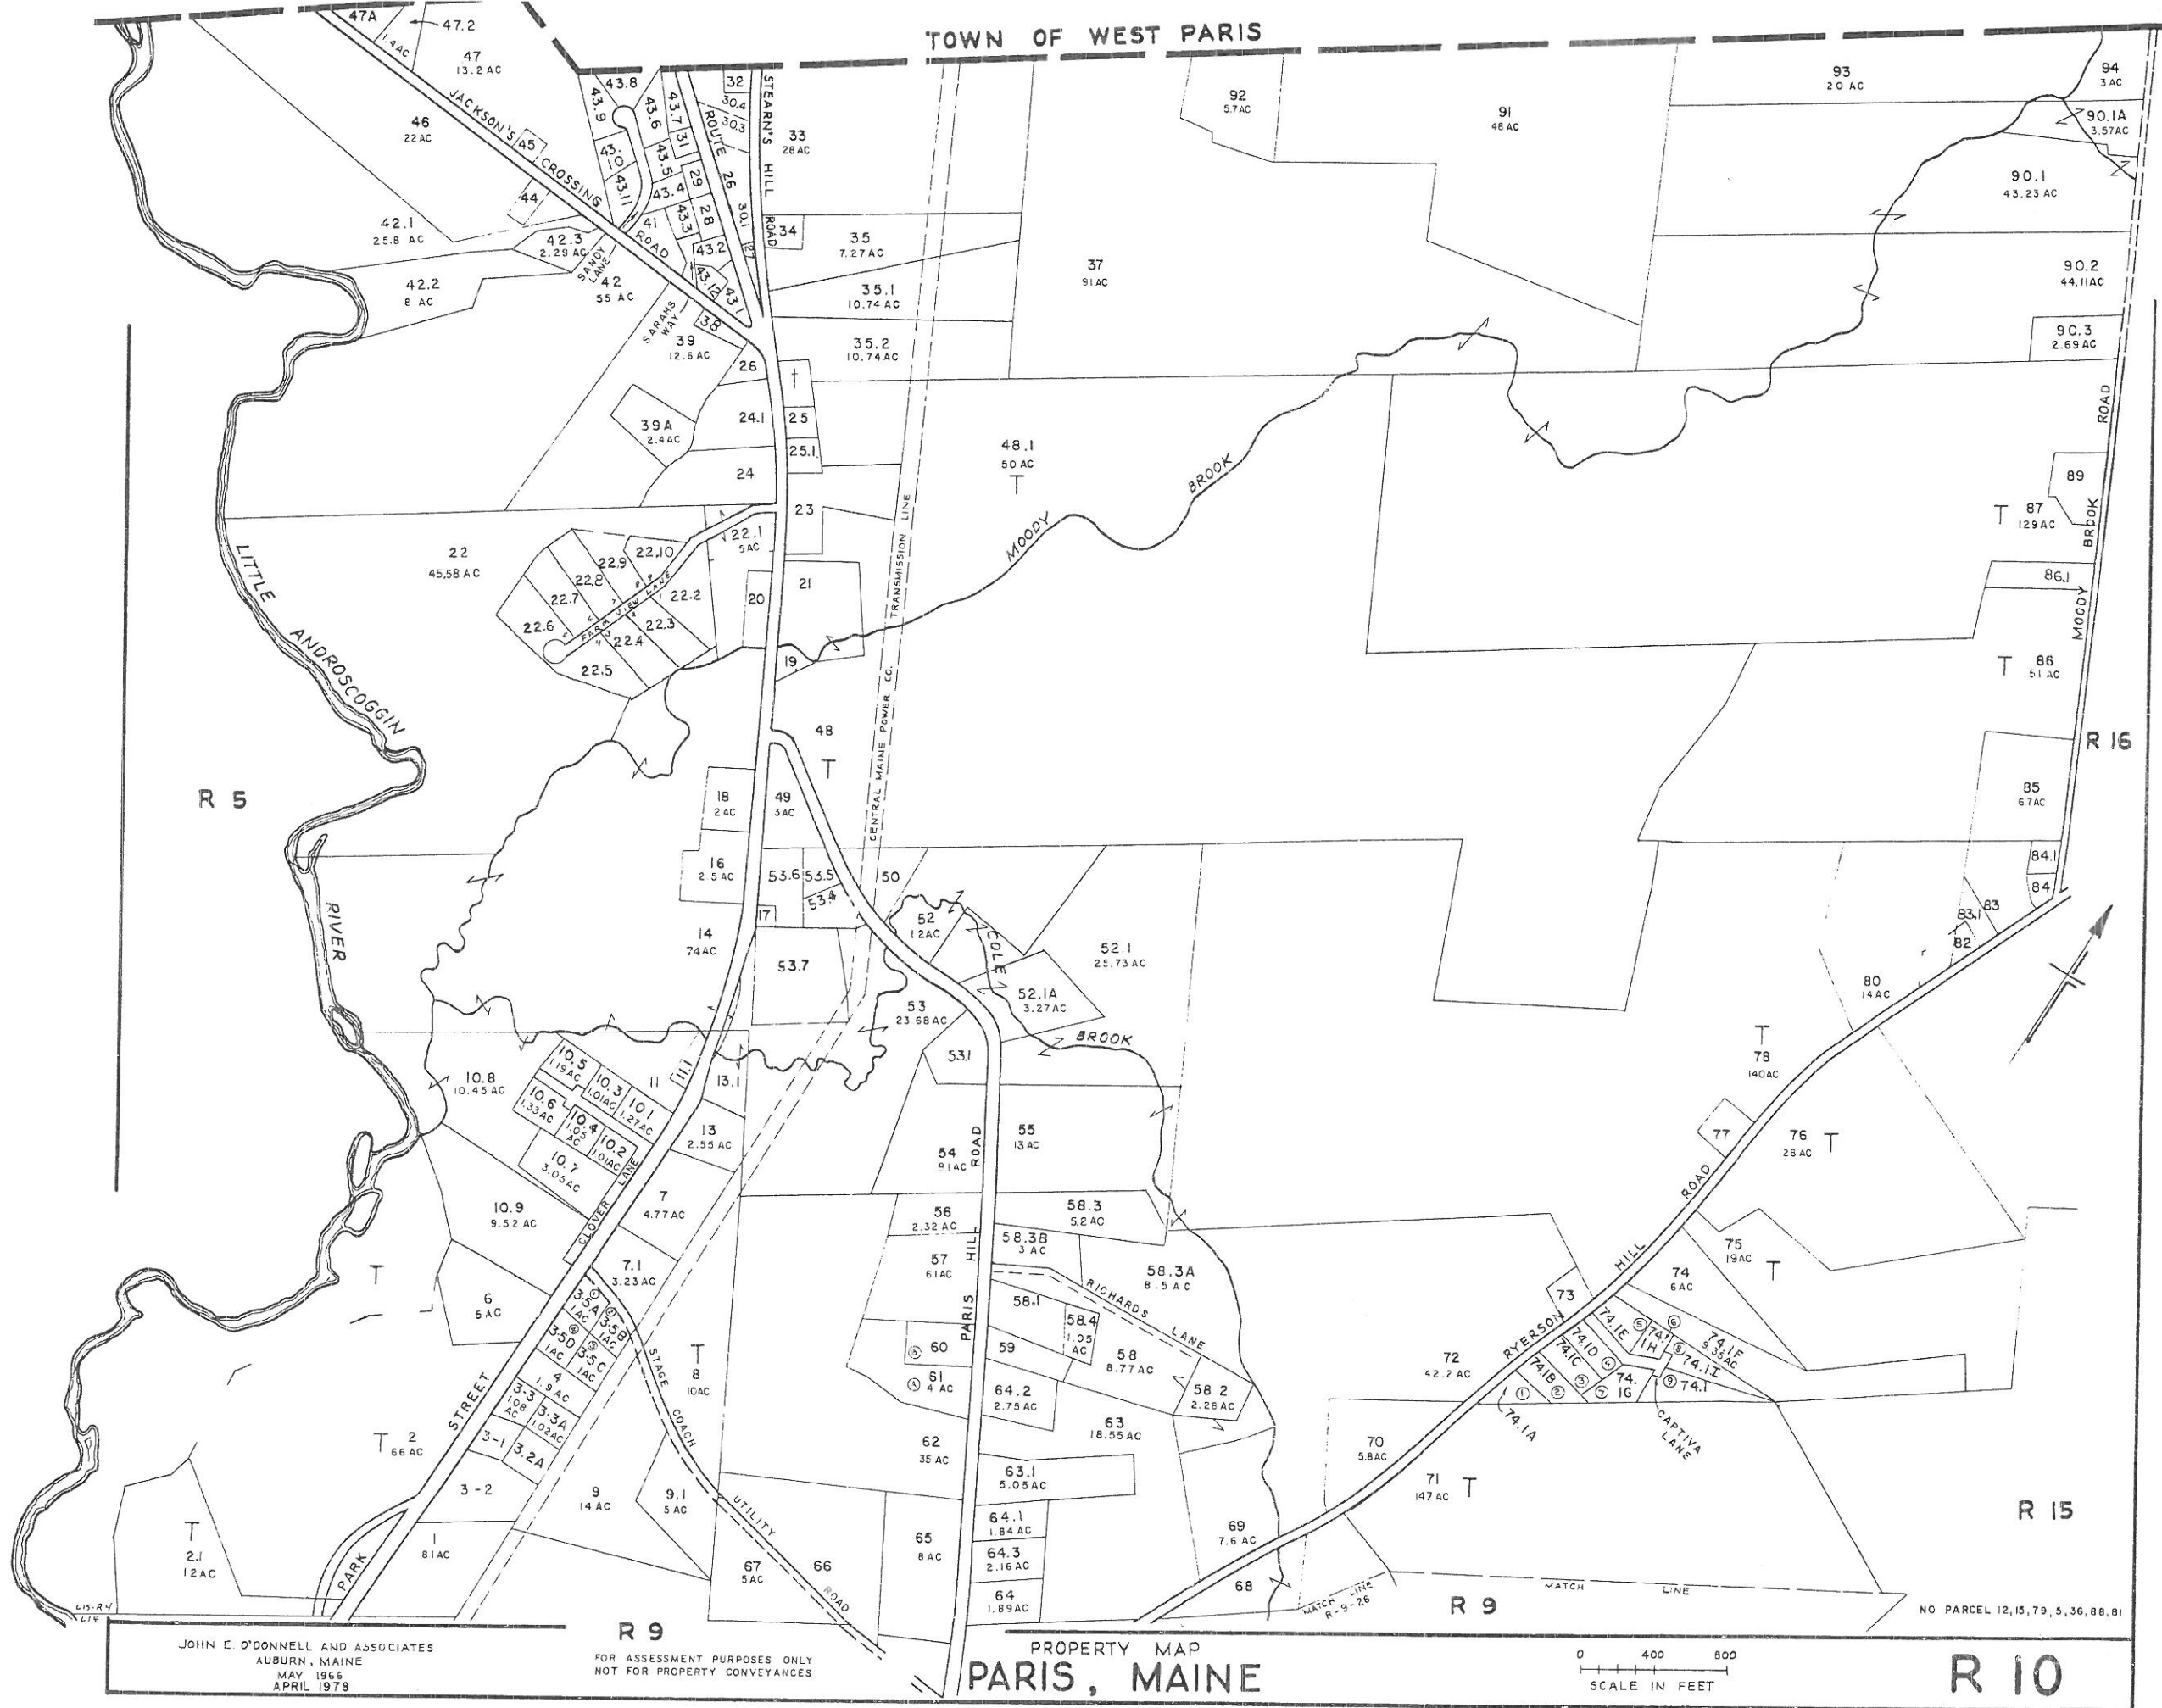 TOWN OF WEST PARIS
47A
1.4 AC
47.2
47
13.2 AC
JACKSON'S CROSSING ROAD
46
22 AC
45
44
43.8
43.9
43.6
43.7
43.5
43.4
43.3
43.2
43.10
43.11
43.12
43.1
41
31
29
28
27
ROUTE 26
32
30.4
30.3
30.1
STEARN'S HILL ROAD
33
28 AC
34
35
7.27 AC
35.1
10.74 AC
35.2
10.74 AC
37
91 AC
92
5.7 AC
91
48 AC
93
20 AC
94
3 AC
90.1A
3.57 AC
90.1
43.23 AC
90.2
44.11 AC
90.3
2.69 AC
42.1
25.8 AC
42.3
2.29 AC
SANDY LANE
42.2
8 AC
42
55 AC
SARAHS WAY
38
39
12.6 AC
39A
2.4 AC
26
24.1
24
25
25.1
23
48.1
50 AC
T
MOODY BROOK
MOODY BROOK ROAD
89
T 87
129 AC
86.1
T 86
51 AC
85
6.7 AC
R 16
84.1
84
83.1
83
82
80
14 AC
LITTLE ANDROSCOGGIN RIVER
R 5
22
45.58 AC
22.1
5 AC
22.10
22.9
22.8
22.7
22.6
22.5
22.4
22.3
22.2
FARM VIEW LANE
1
2
3
4
5
6
7
8
9
20
21
19
CENTRAL MAINE POWER CO. TRANSMISSION LINE
48
T
18
2 AC
49
3 AC
16
2.5 AC
17
53.6
53.5
53.4
50
14
74 AC
53.7
52
12 AC
COLE BROOK
52.1
25.73 AC
52.1A
3.27 AC
53
23.68 AC
53.1
10.8
10.45 AC
10.5
1.19 AC
10.3
1.01 AC
10.1
1.27 AC
10.6
1.33 AC
10.4
1.05 AC
10.2
1.01 AC
10.7
3.05 AC
11
11.1
13.1
13
2.55 AC
CLOVER LANE
10.9
9.52 AC
7
4.77 AC
7.1
3.23 AC
6
5 AC
T
54
81 AC
55
13 AC
PARIS HILL ROAD
56
2.32 AC
57
6.1 AC
58.3
5.2 AC
58.3B
3 AC
58.3A
8.5 AC
RICHARDS LANE
58.1
58.4
1.05 AC
58
8.77 AC
58.2
2.28 AC
59
60
61
4 AC
64.2
2.75 AC
63
18.55 AC
62
35 AC
63.1
5.05 AC
64.1
1.84 AC
64.3
2.16 AC
64
1.89 AC
65
8 AC
66
67
5 AC
3-5A
1 AC
3-5B
1 AC
3-5D
1 AC
3-5C
1 AC
4
1.9 AC
3-3
1.08 AC
3-3A
1.02 AC
3-1
3.2A
3-2
T
8
10 AC
STAGE COACH
UTILITY ROAD
9
14 AC
9.1
5 AC
T 2
66 AC
T
2.1
12 AC
1
81 AC
PARK STREET
L15-R4
L14
T
78
140 AC
77
76 T
28 AC
75
19 AC T
74
6 AC
73
RYERSON HILL ROAD
74.1E
74.1D
74.1C
74.1B
74.1A
74.1H
74.1F
9.35 AC
74.1I
74.1
74.1G
CAPTIVA LANE
72
42.2 AC
70
5.8 AC
71 T
147 AC
69
7.6 AC
68
MATCH LINE
R-9-26
MATCH LINE
R 15
R 9
R 9
NO PARCEL 12,15,79,5,36,88,81
JOHN E. O'DONNELL AND ASSOCIATES
AUBURN, MAINE
MAY 1966
APRIL 1978
FOR ASSESSMENT PURPOSES ONLY
NOT FOR PROPERTY CONVEYANCES
PROPERTY MAP
PARIS, MAINE
0 400 800
SCALE IN FEET
R 10